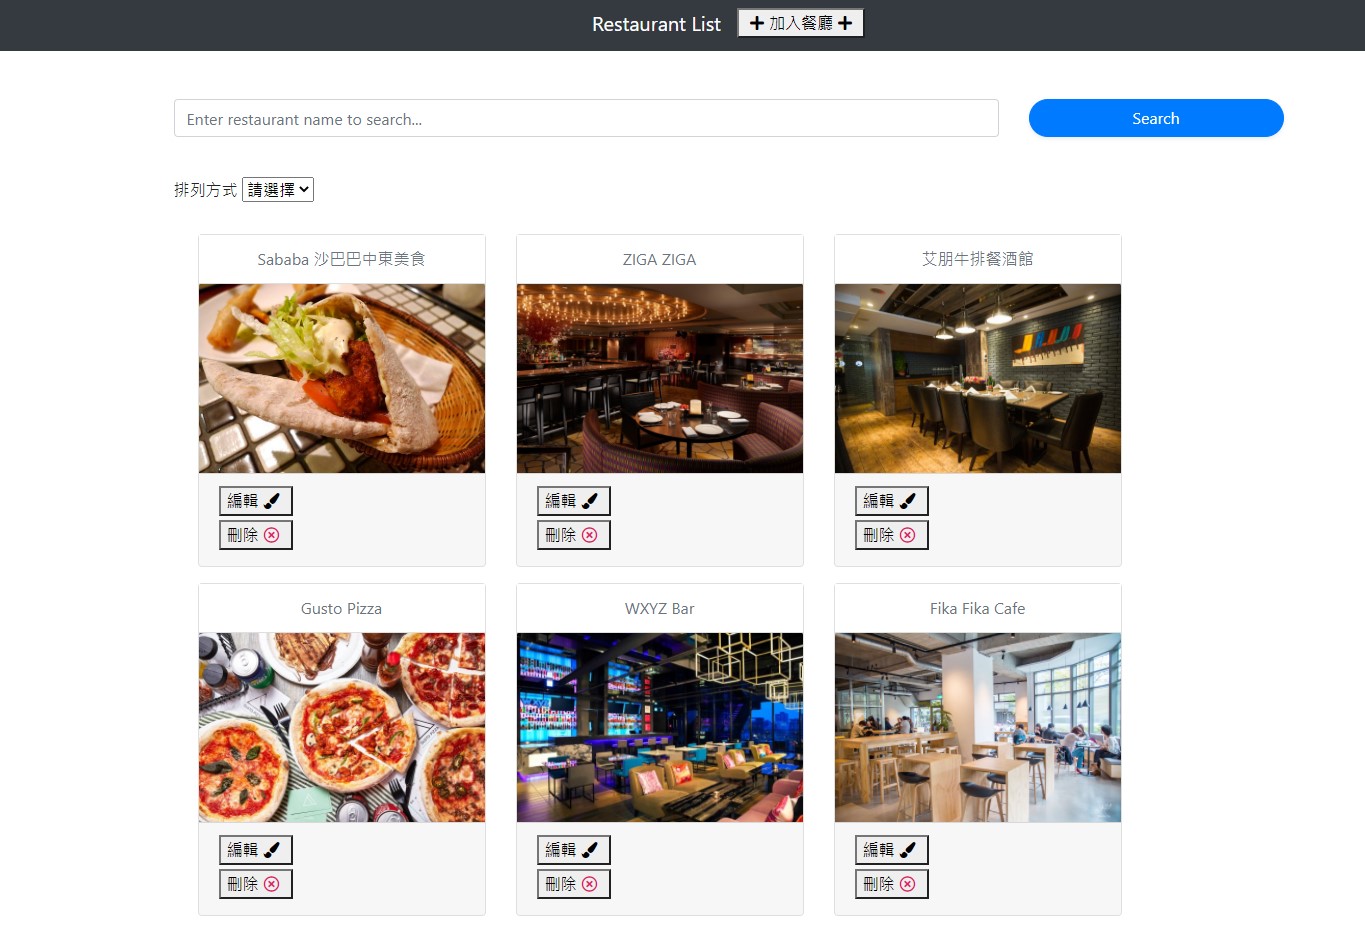 Restaurant List 加入餐廳
Enter restaurant name to search...
Search
排列方式 請選擇
Sababa 沙巴巴中東美食
ZIGA ZIGA
艾朋牛排餐酒館
編輯
編輯
編輯
刪除
刪除
刪除
Gusto Pizza
WXYZ Bar
Fika Fika Cafe
編輯
編輯
編輯
刪除
刪除
刪除